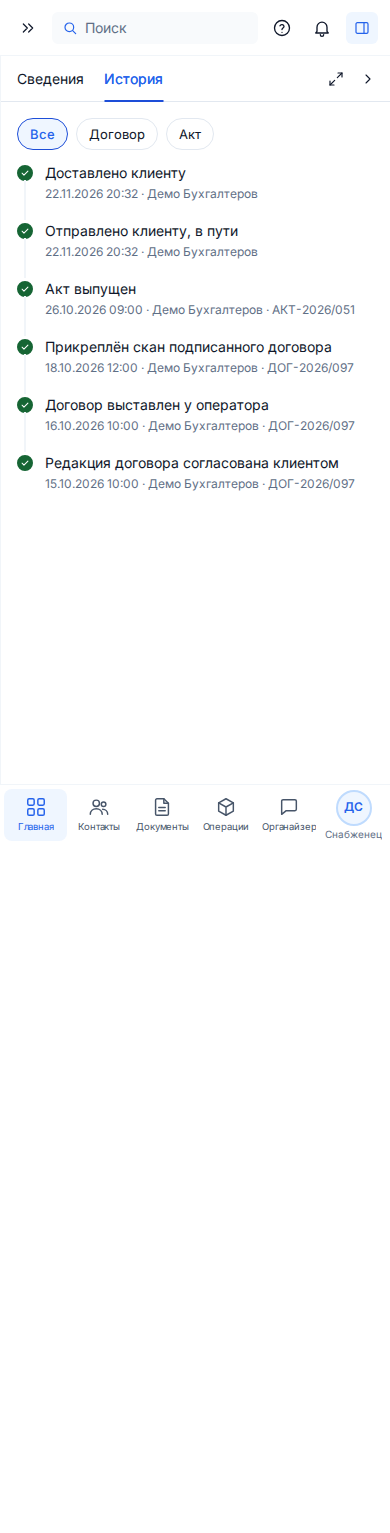 Поиск
Сведения История
Все Договор Акт
Доставлено клиенту
22.11.2026 20:32 · Демо Бухгалтеров
Отправлено клиенту, в пути
22.11.2026 20:32 · Демо Бухгалтеров
Акт выпущен
26.10.2026 09:00 · Демо Бухгалтеров · АКТ-2026/051
Прикреплён скан подписанного договора
18.10.2026 12:00 · Демо Бухгалтеров · ДОГ-2026/097
Договор выставлен у оператора
16.10.2026 10:00 · Демо Бухгалтеров · ДОГ-2026/097
Редакция договора согласована клиентом
15.10.2026 10:00 · Демо Бухгалтеров · ДОГ-2026/097
ДС
Главная Контакты Документы Операции Органайзер Снабженец